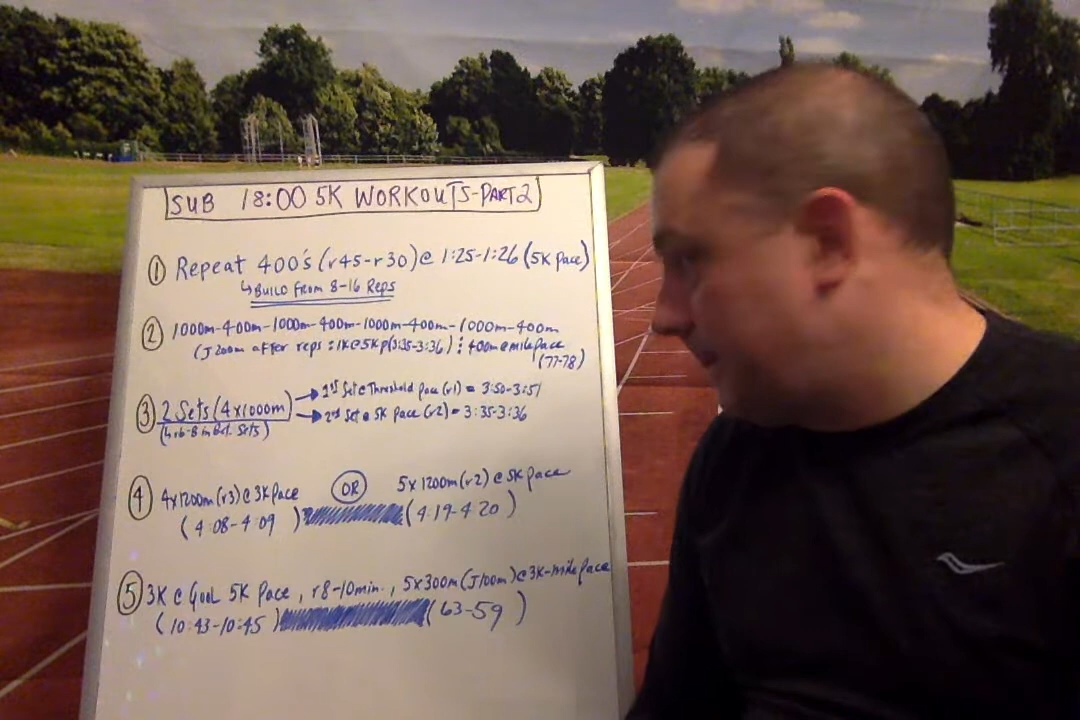 SUB 18:00 5K WORKOUTS-PART 2
① Repeat 400's (r45-r30)@ 1:25-1:26 (5K pace)
↳BUILD FROM 8-16 REPS
② 1000m-400m-1000m-400m-1000m-400m-1000m-400m
(J200m after reps : 1K@5Kp(3:35-3:36) : 400m@mile pace
(77-78)
③ 2 Sets (4x1000m) → 1st Set @ Threshold Pace (r1) = 3:50-3:51
→ 2nd Set @ 5K Pace (r2) = 3:35-3:36
(r6-8 in Bet. Sets)
④ 4x1200m (r3) @ 3K Pace OR 5x1200m (r2) @ 5K pace
(4:08-4:09) (4:19-4:20)
⑤ 3K @ Goal 5K Pace, r8-10min., 5x300m (J100m)@ 3K-mile pace
(10:43-10:45) (63-59)